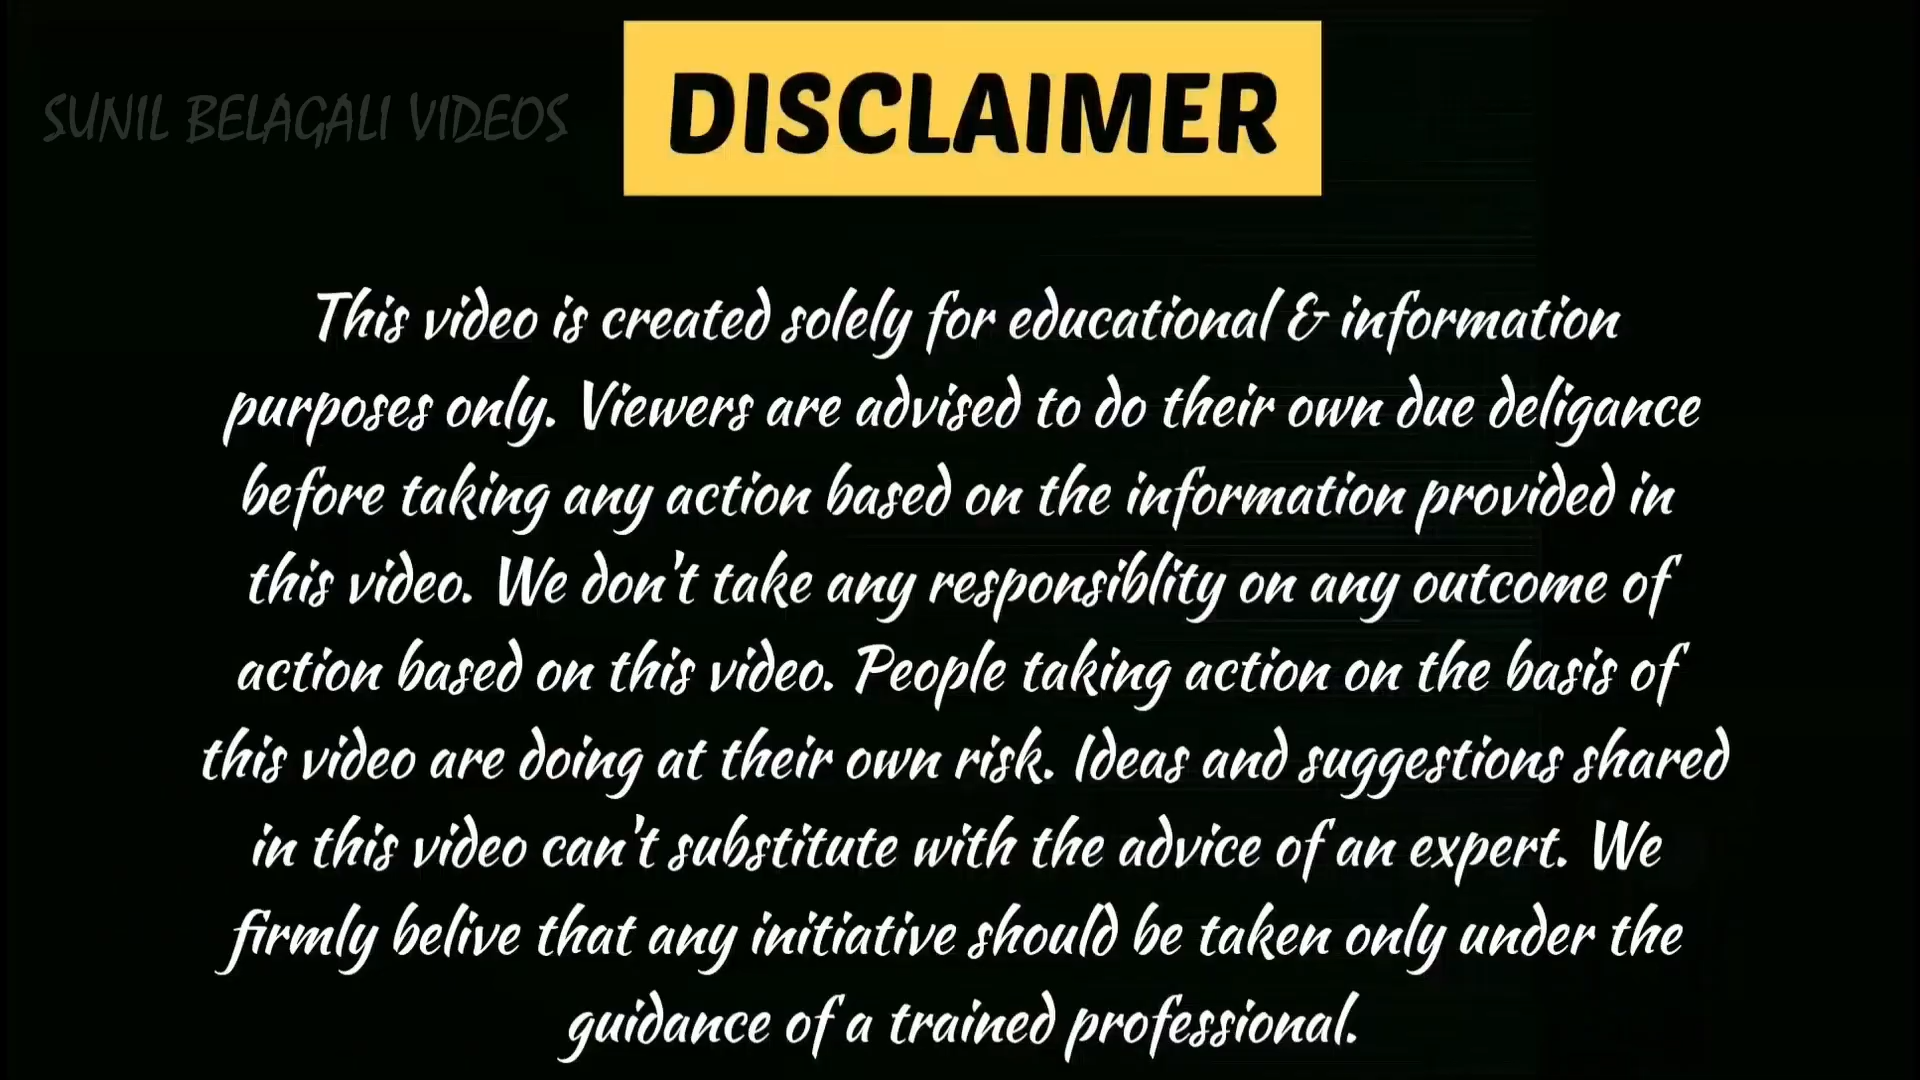 SUNIL BELAGALI VIDEOS
DISCLAIMER
This video is created solely for educational & information
purposes only. Viewers are advised to do their own due deligance
before taking any action based on the information provided in
this video. We don't take any responsiblity on any outcome of
action based on this video. People taking action on the basis of
this video are doing at their own risk. Ideas and suggestions shared
in this video can't substitute with the advice of an expert. We
firmly belive that any initiative should be taken only under the
guidance of a trained professional.